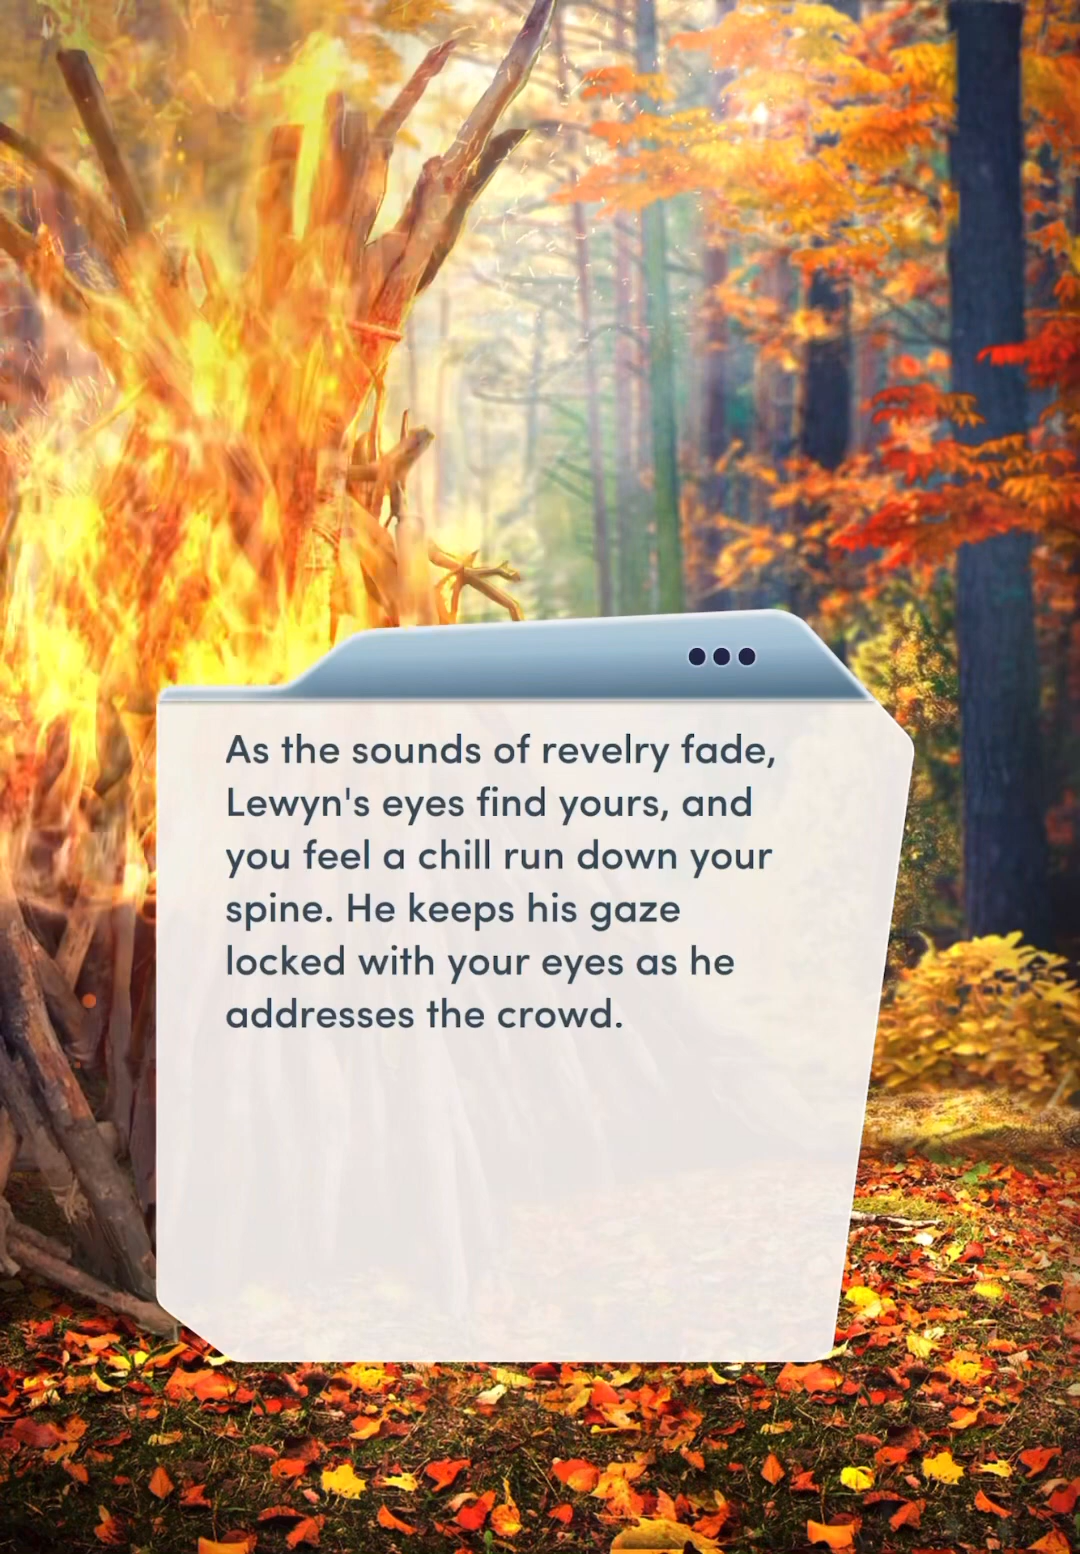 As the sounds of revelry fade,
Lewyn's eyes find yours, and
you feel a chill run down your
spine. He keeps his gaze
locked with your eyes as he
addresses the crowd.